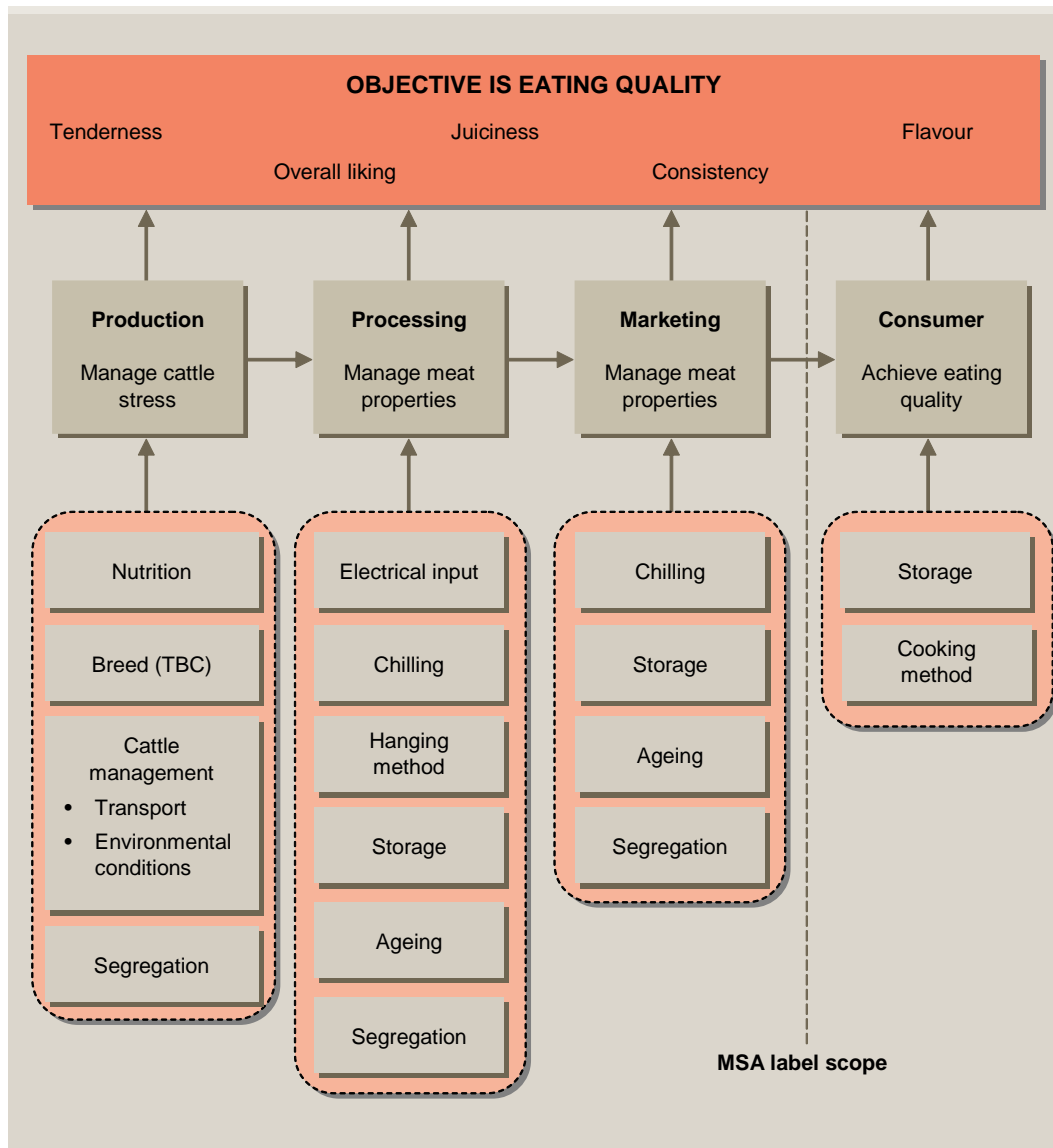 OBJECTIVE IS EATING QUALITY
Tenderness
Juiciness
Flavour
Overall liking
Consistency
Production
Manage cattle
stress
Processing
Manage meat
properties
Marketing
Manage meat
properties
Consumer
Achieve eating
quality
Nutrition
Breed (TBC)
Cattle
management
• Transport
• Environmental
conditions
Segregation
Electrical input
Chilling
Hanging
method
Storage
Ageing
Segregation
Chilling
Storage
Ageing
Segregation
Storage
Cooking
method
MSA label scope